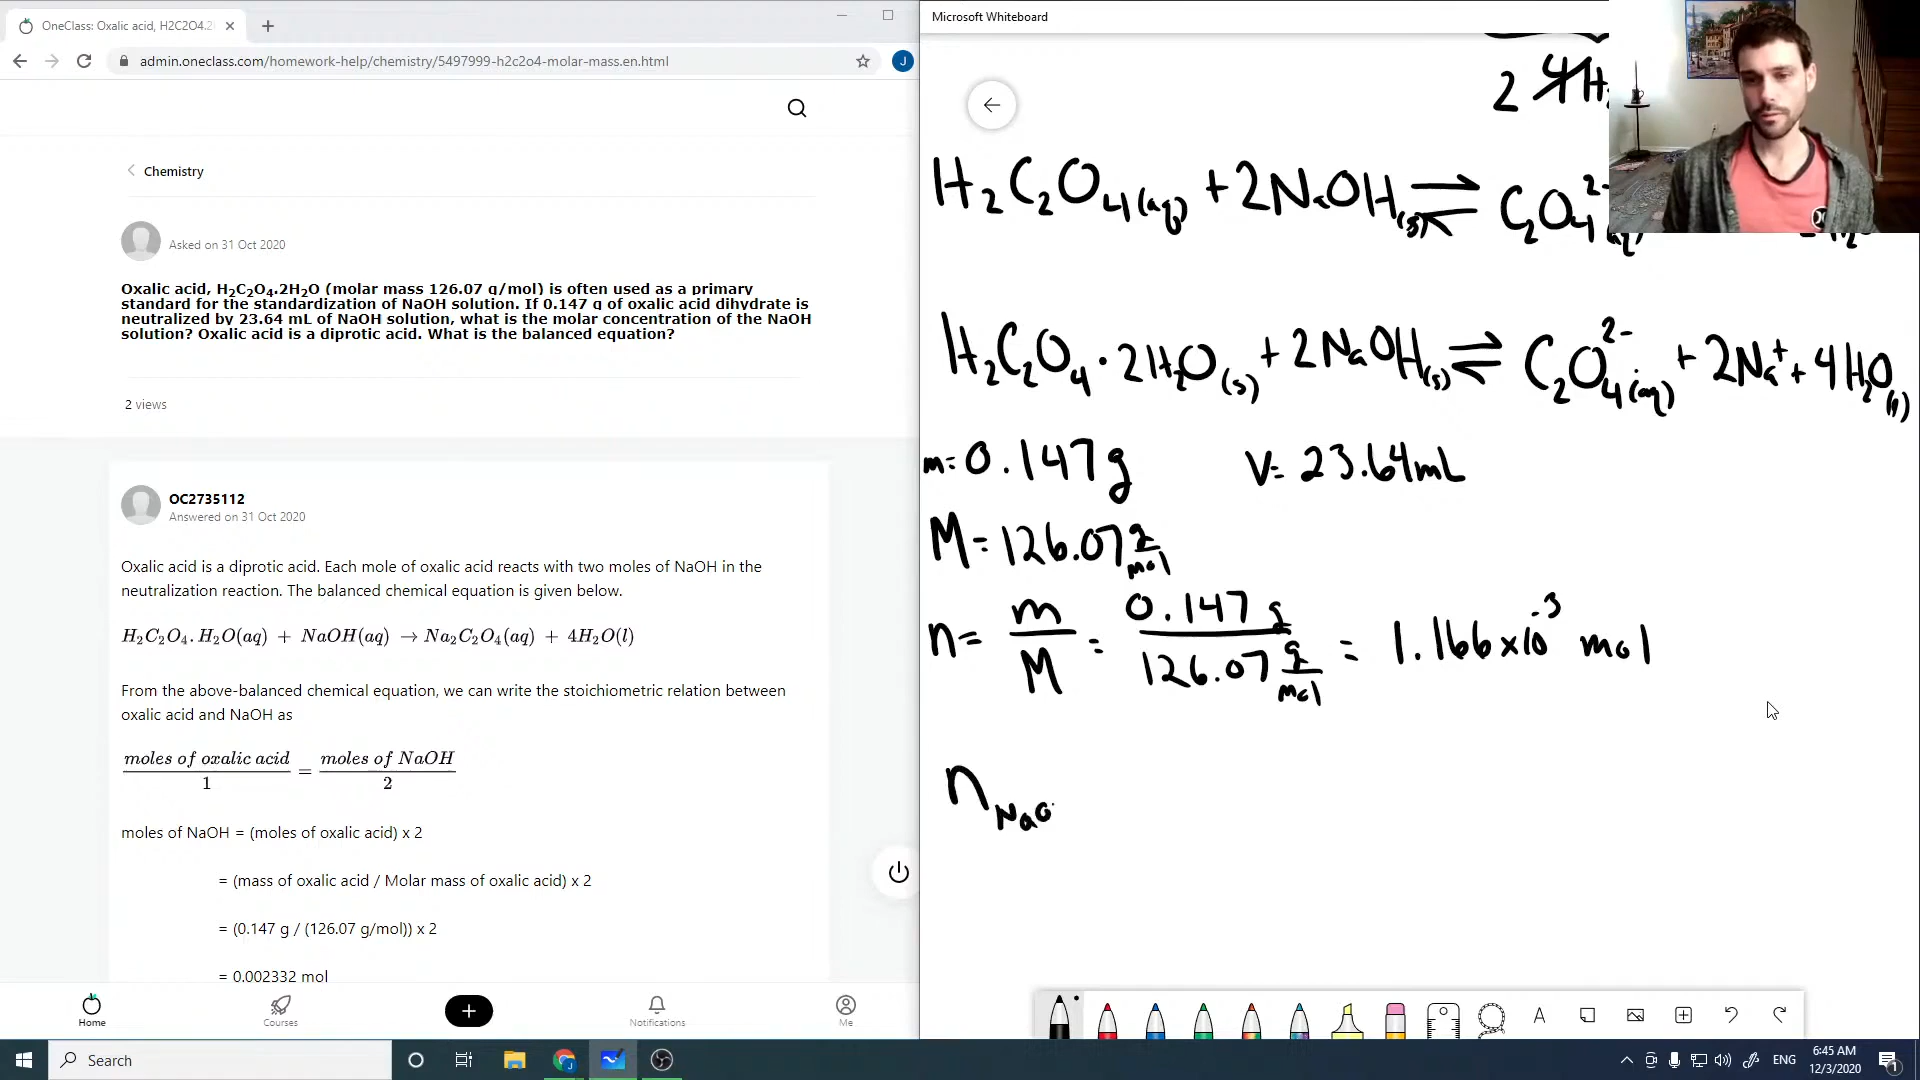 OneClass: Oxalic acid, H2C2O4.2
admin.oneclass.com/homework-help/chemistry/5497999-h2c2o4-molar-mass.en.html
J
Chemistry
Asked on 31 Oct 2020
Oxalic acid, H₂C₂O₄.2H₂O (molar mass 126.07 g/mol) is often used as a primary
standard for the standardization of NaOH solution. If 0.147 g of oxalic acid dihydrate is
neutralized by 23.64 mL of NaOH solution, what is the molar concentration of the NaOH
solution? Oxalic acid is a diprotic acid. What is the balanced equation?
2 views
OC2735112
Answered on 31 Oct 2020
Oxalic acid is a diprotic acid. Each mole of oxalic acid reacts with two moles of NaOH in the
neutralization reaction. The balanced chemical equation is given below.
H₂C₂O₄.H₂O(aq) + NaOH(aq) → Na₂C₂O₄(aq) + 4H₂O(l)
From the above-balanced chemical equation, we can write the stoichiometric relation between
oxalic acid and NaOH as
moles of oxalic acid / 1 = moles of NaOH / 2
moles of NaOH = (moles of oxalic acid) x 2
= (mass of oxalic acid / Molar mass of oxalic acid) x 2
= (0.147 g / (126.07 g/mol)) x 2
= 0.002332 mol
Home
Courses
Notifications
Me
Microsoft Whiteboard
2 4H
H₂C₂O₄(aq) + 2NaOH(s) ⇌ C₂O₄²⁻(aq)
H₂C₂O₄·2H₂O(s) + 2NaOH(s) ⇌ C₂O₄²⁻(aq) + 2Na⁺ + 4H₂O(l)
m= 0.147g V= 23.64mL
M= 126.07 g/mol
n= m/M = 0.147 g / 126.07 g/mol = 1.166x10⁻³ mol
nNaO
Search
ENG
6:45 AM
12/3/2020
1